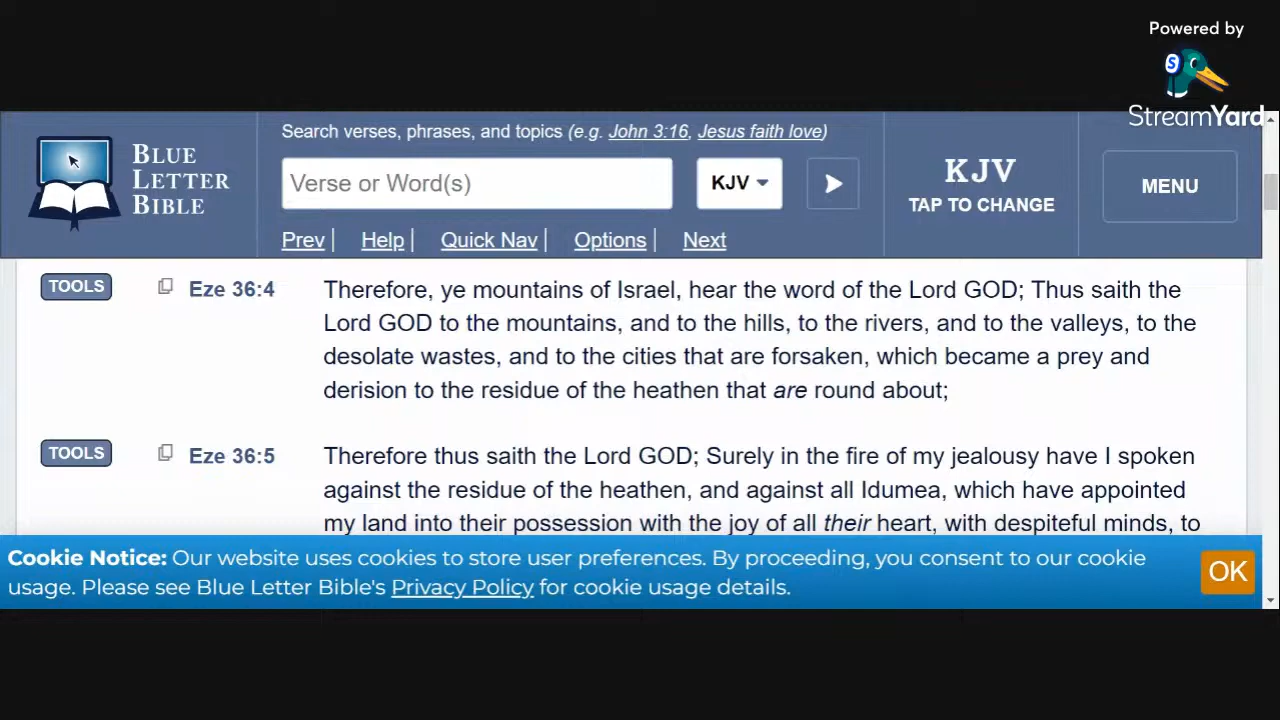 Powered by
S
StreamYard
BLUE
LETTER
BIBLE
Search verses, phrases, and topics (e.g. John 3:16, Jesus faith love)
Verse or Word(s)
KJV
Prev
Help
Quick Nav
Options
Next
KJV
TAP TO CHANGE
MENU
TOOLS
Eze 36:4
Therefore, ye mountains of Israel, hear the word of the Lord GOD; Thus saith the
Lord GOD to the mountains, and to the hills, to the rivers, and to the valleys, to the
desolate wastes, and to the cities that are forsaken, which became a prey and
derision to the residue of the heathen that are round about;
TOOLS
Eze 36:5
Therefore thus saith the Lord GOD; Surely in the fire of my jealousy have I spoken
against the residue of the heathen, and against all Idumea, which have appointed
my land into their possession with the joy of all their heart, with despiteful minds, to
Cookie Notice: Our website uses cookies to store user preferences. By proceeding, you consent to our cookie
usage. Please see Blue Letter Bible's Privacy Policy for cookie usage details.
OK